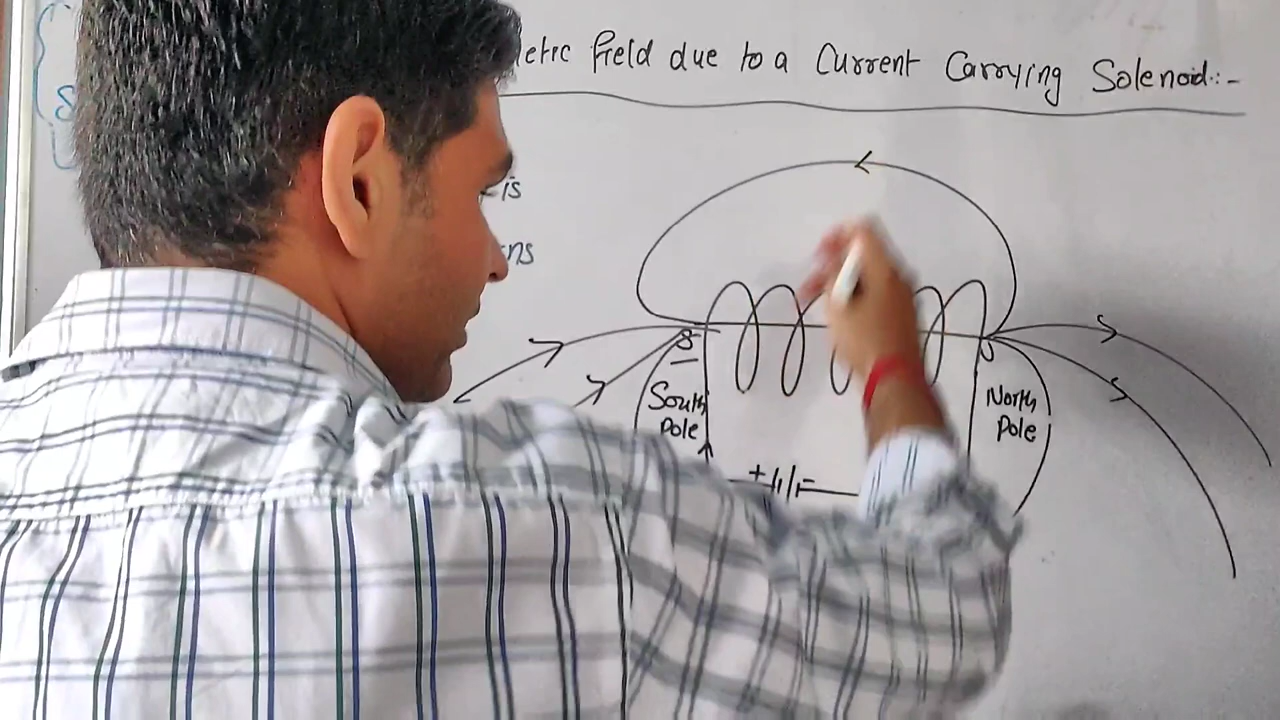 etic field due to a Current Carrying Solenoid::-
is
ns
S
S
South
Pole
North
Pole
+ -